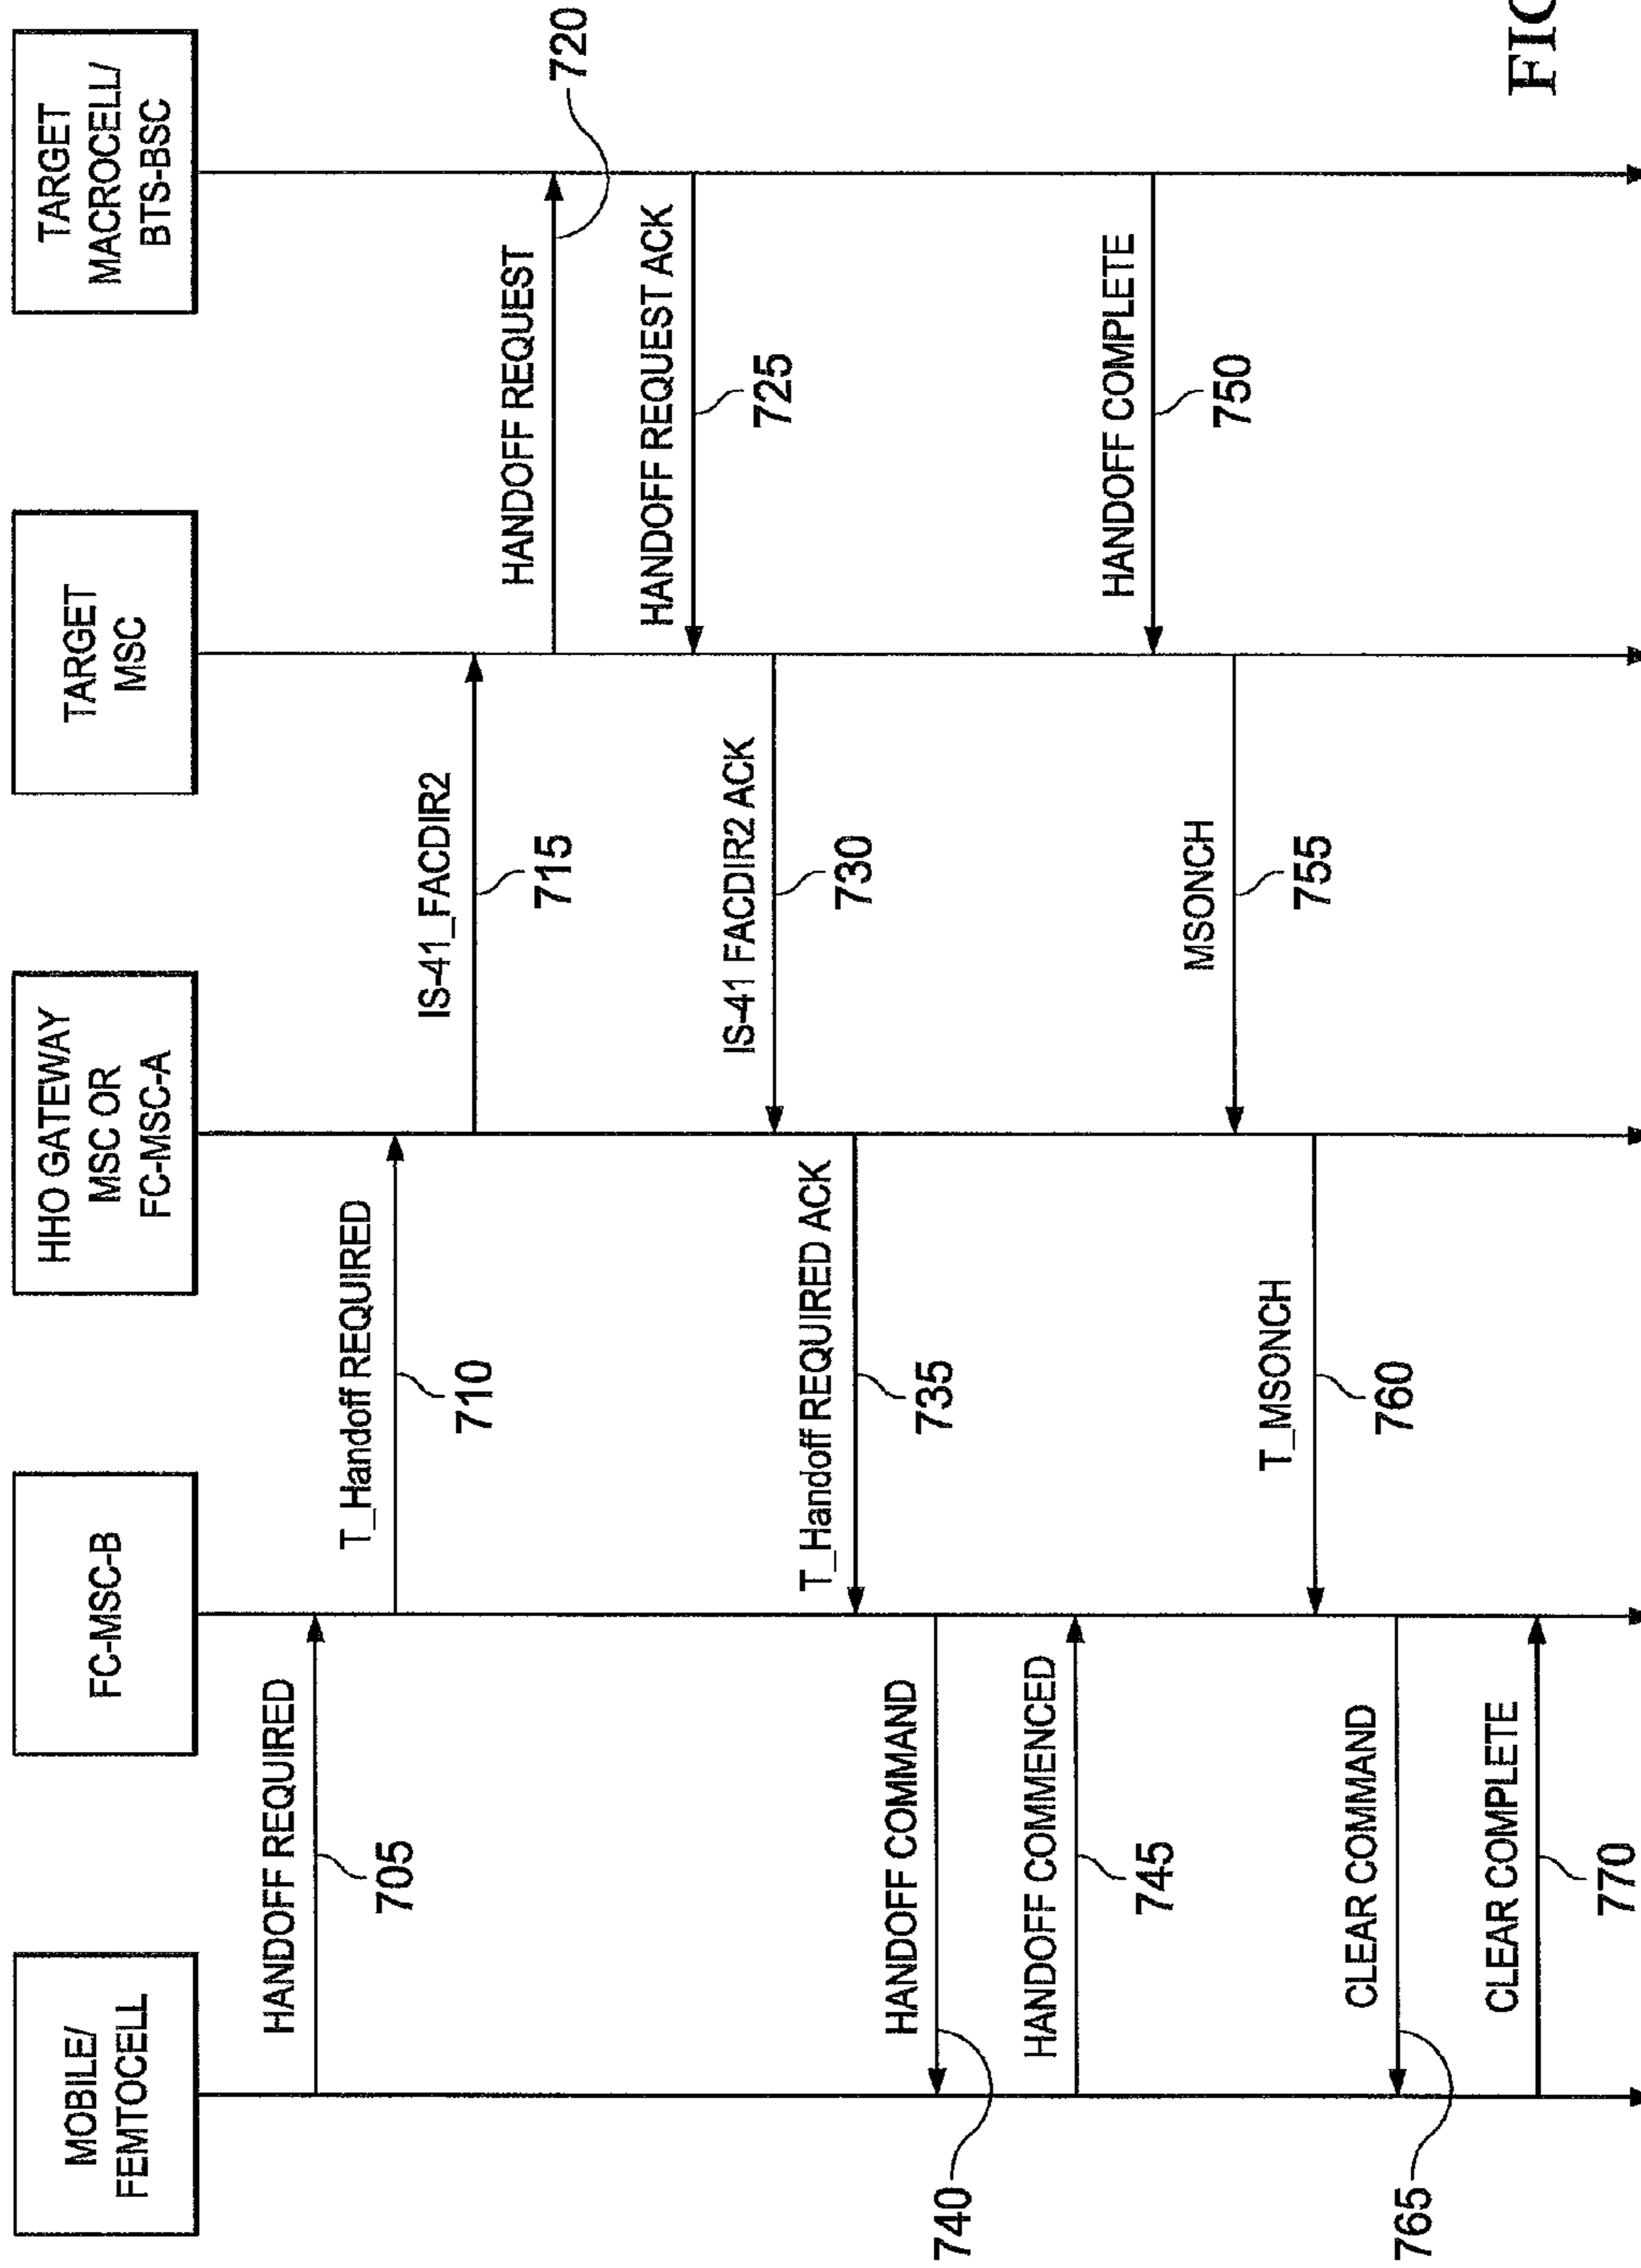 MOBILE/
FEMTOCELL
FC-MSC-B
HHO GATEWAY
MSC OR
FC-MSC-A
TARGET
MSC
TARGET
MACROCELL/
BTS-BSC
HANDOFF REQUIRED
705
T_Handoff REQUIRED
710
IS-41_FACDIR2
715
HANDOFF REQUEST
720
HANDOFF REQUEST ACK
725
IS-41 FACDIR2 ACK
730
T_Handoff REQUIRED ACK
735
HANDOFF COMMAND
740
HANDOFF COMMENCED
745
HANDOFF COMPLETE
750
MSONCH
755
T_MSONCH
760
CLEAR COMMAND
765
CLEAR COMPLETE
770